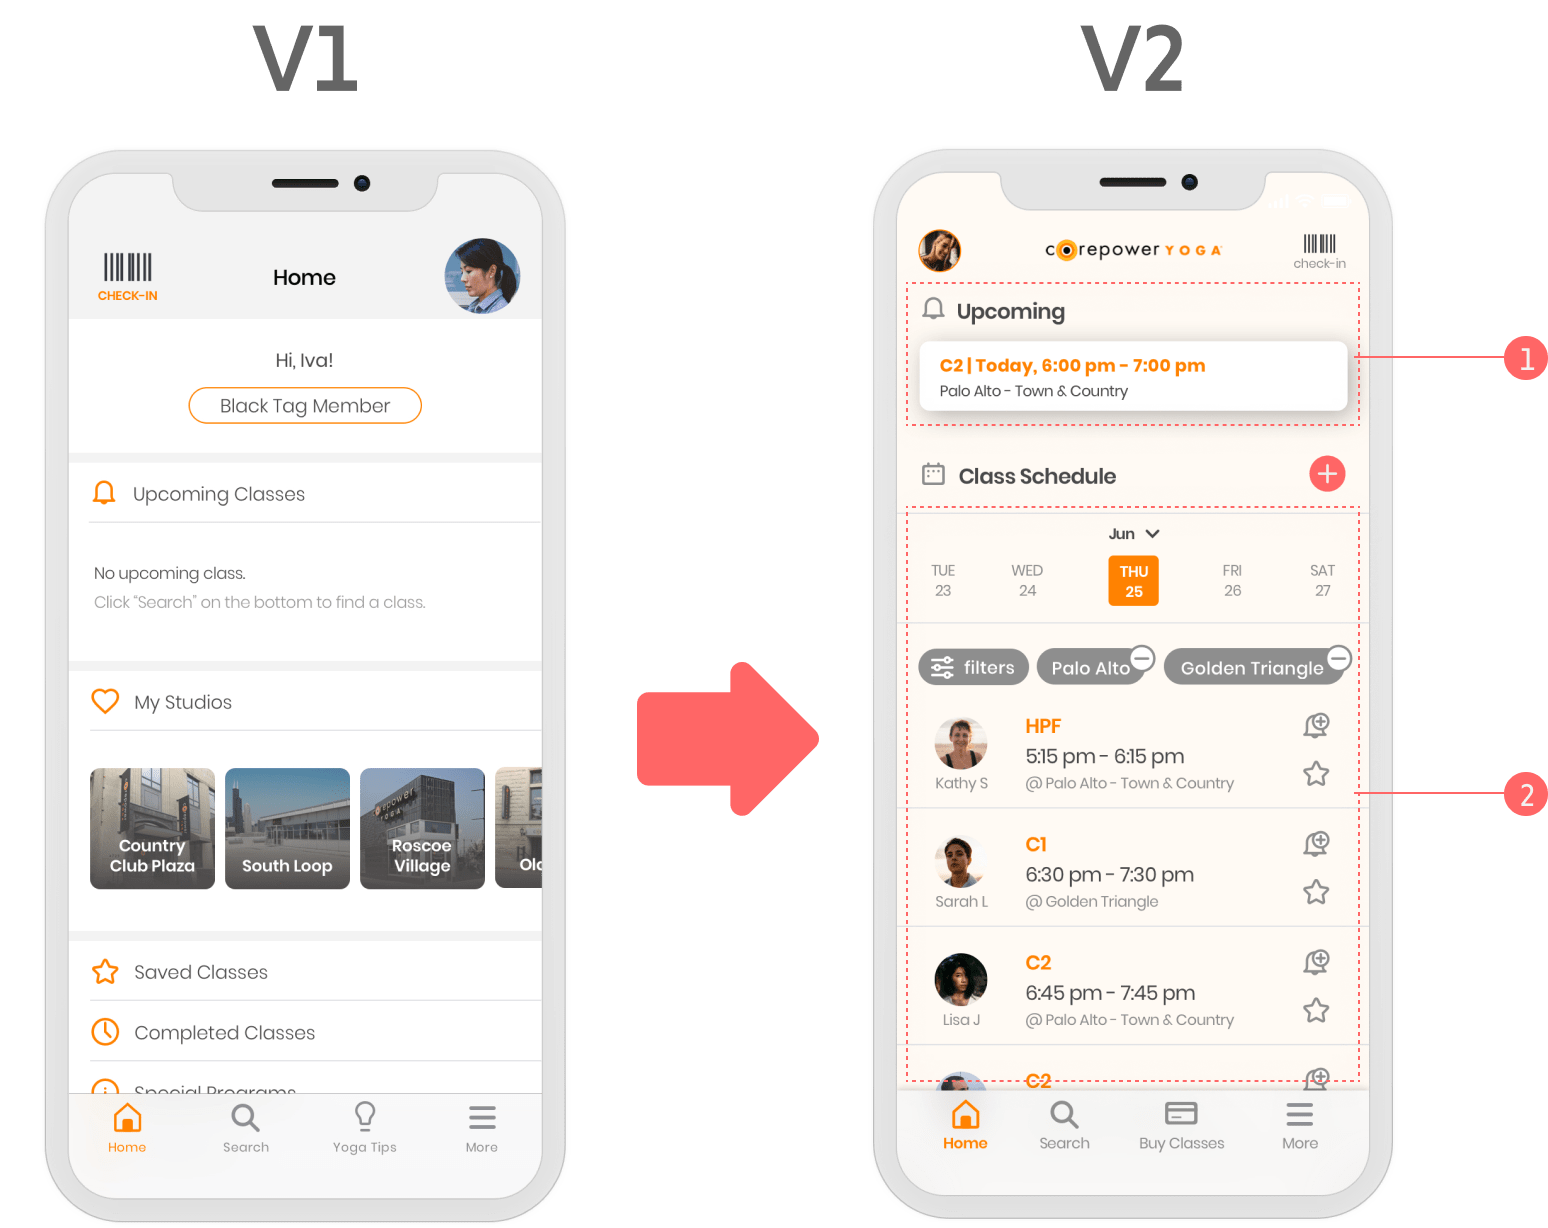 V1
V2
CHECK-IN
Home
Hi, Iva!
Black Tag Member
Upcoming Classes
No upcoming class.
Click “Search” on the bottom to find a class.
My Studios
corepower
YOGA
Country
Club Plaza
South Loop
Roscoe
Village
Saved Classes
Completed Classes
Special Programs
Home
Search
Yoga Tips
More
corepower YOGA
check-in
Upcoming
C2 | Today, 6:00 pm - 7:00 pm
Palo Alto - Town & Country
1
Class Schedule
Jun
TUE WED THU FRI SAT
23 24 25 26 27
filters
Palo Alto
Golden Triangle
HPF
5:15 pm - 6:15 pm
Kathy S
@ Palo Alto - Town & Country
2
C1
6:30 pm - 7:30 pm
Sarah L
@ Golden Triangle
C2
6:45 pm - 7:45 pm
Lisa J
@ Palo Alto - Town & Country
C2
Home
Search
Buy Classes
More